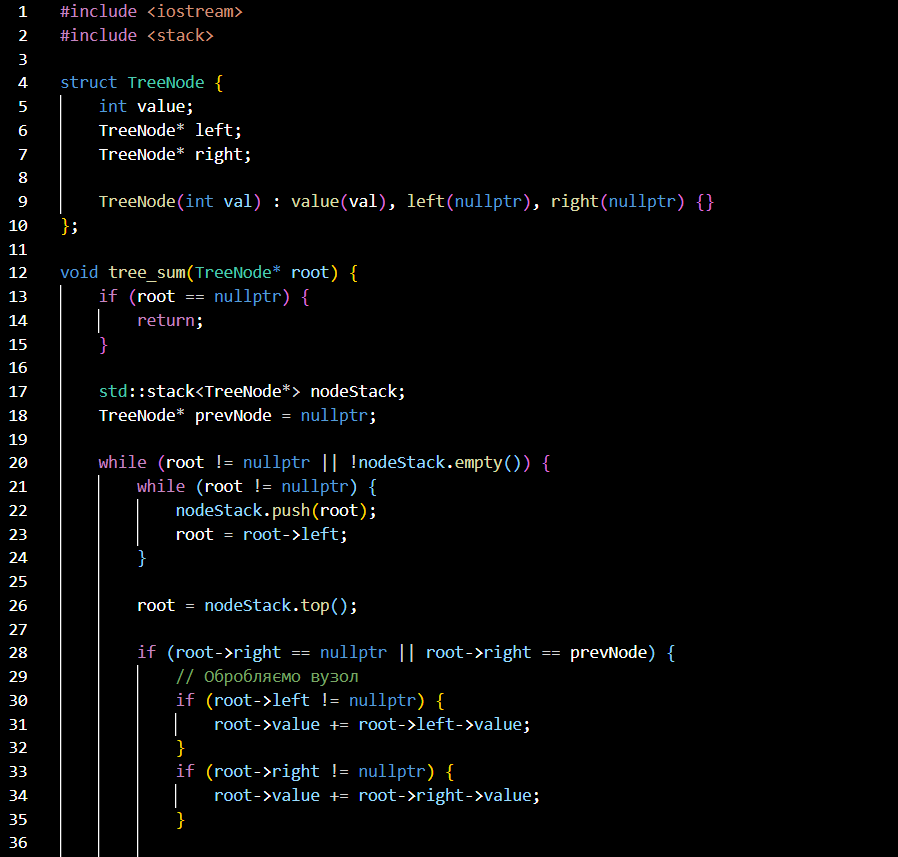 1 #include <iostream>
2 #include <stack>
3
4 struct TreeNode {
5     int value;
6     TreeNode* left;
7     TreeNode* right;
8
9     TreeNode(int val) : value(val), left(nullptr), right(nullptr) {}
10 };
11
12 void tree_sum(TreeNode* root) {
13     if (root == nullptr) {
14         return;
15     }
16
17     std::stack<TreeNode*> nodeStack;
18     TreeNode* prevNode = nullptr;
19
20     while (root != nullptr || !nodeStack.empty()) {
21         while (root != nullptr) {
22             nodeStack.push(root);
23             root = root->left;
24         }
25
26         root = nodeStack.top();
27
28         if (root->right == nullptr || root->right == prevNode) {
29             // Обробляємо вузол
30             if (root->left != nullptr) {
31                 root->value += root->left->value;
32             }
33             if (root->right != nullptr) {
34                 root->value += root->right->value;
35             }
36